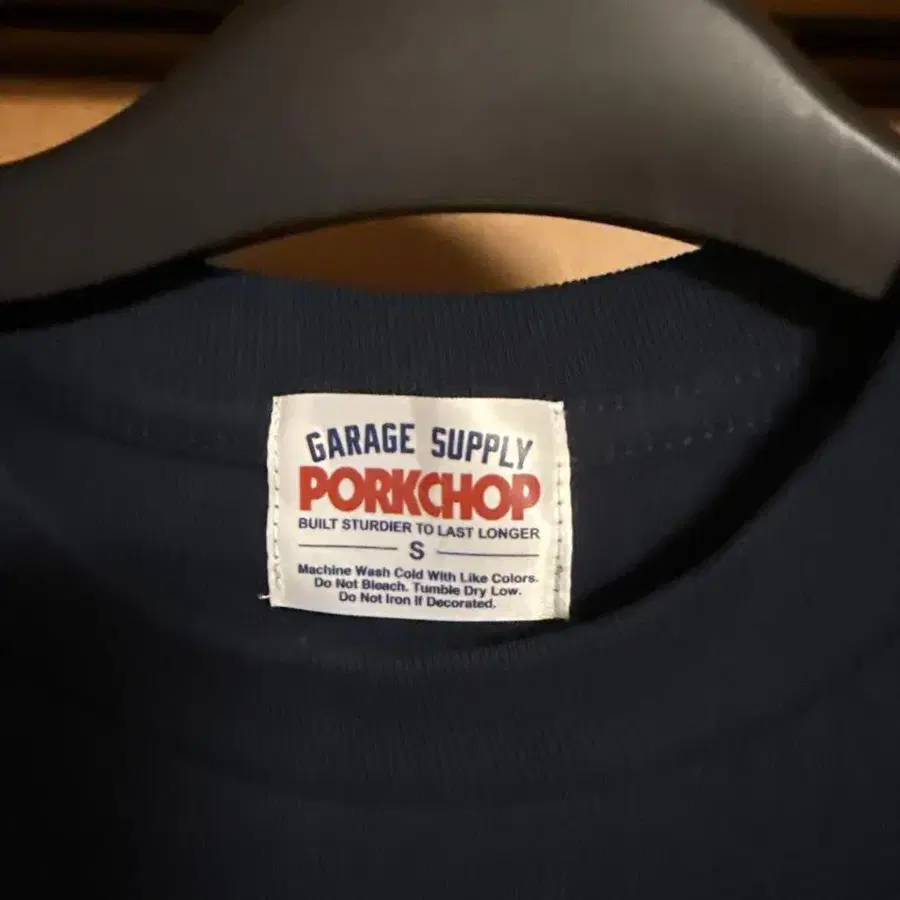 GARAGE SUPPLY
PORKCHOP
BUILT STURDIER TO LAST LONGER
S
Machine Wash Cold With Like Colors.
Do Not Bleach. Tumble Dry Low.
Do Not Iron If Decorated.